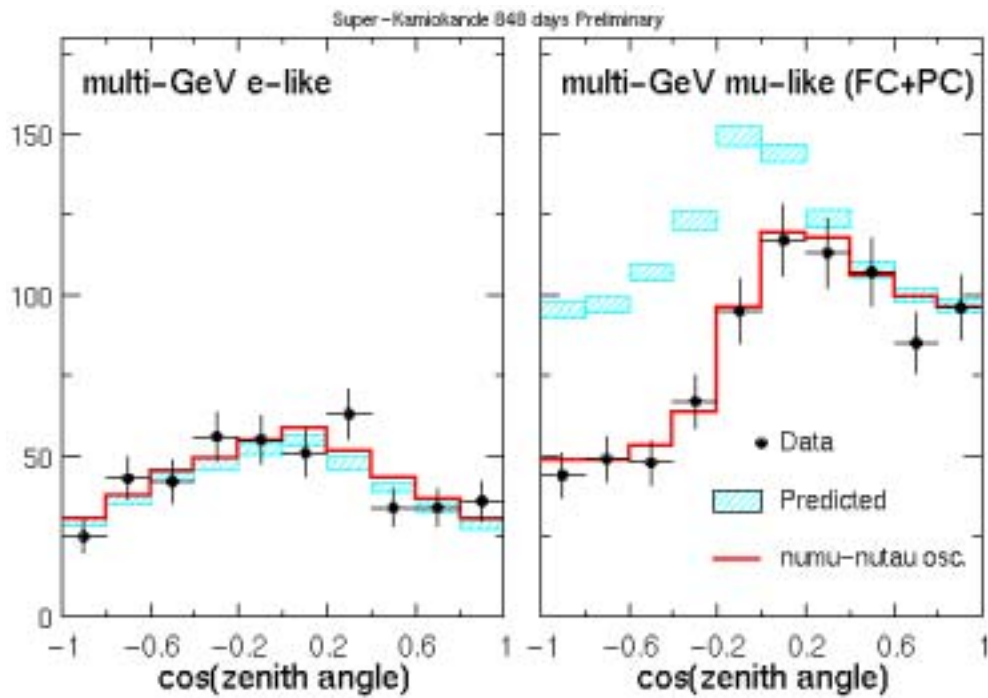 Super-Kamiokande 848 days Preliminary
multi-GeV e-like
multi-GeV mu-like (FC+PC)
150
100
50
0
Data
Predicted
numu-nutau osc.
-1 -0.6 -0.2 0.2 0.6 1
-1 -0.6 -0.2 0.2 0.6 1
cos(zenith angle)
cos(zenith angle)